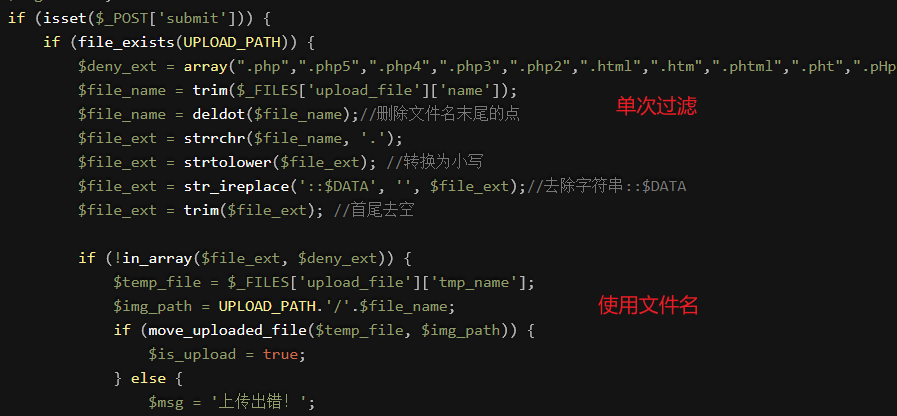 if (isset($_POST['submit'])) {
if (file_exists(UPLOAD_PATH)) {
$deny_ext = array(".php",".php5",".php4",".php3",".php2",".html",".htm",".phtml",".pht",".pHp
$file_name = trim($_FILES['upload_file']['name']);
单次过滤
$file_name = deldot($file_name);//删除文件名末尾的点
$file_ext = strrchr($file_name, '.');
$file_ext = strtolower($file_ext); //转换为小写
$file_ext = str_ireplace('::$DATA', '', $file_ext);//去除字符串::$DATA
$file_ext = trim($file_ext); //首尾去空
if (!in_array($file_ext, $deny_ext)) {
$temp_file = $_FILES['upload_file']['tmp_name'];
$img_path = UPLOAD_PATH.'/'.$file_name;
使用文件名
if (move_uploaded_file($temp_file, $img_path)) {
$is_upload = true;
} else {
$msg = '上传出错！';